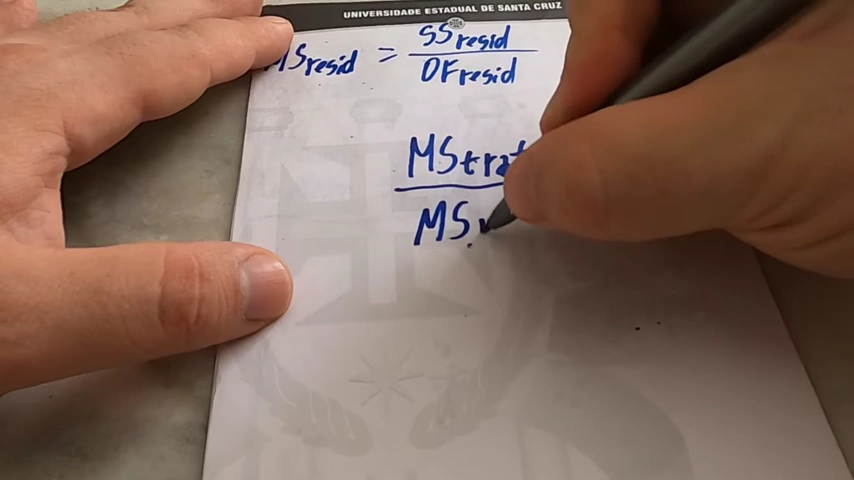 UNIVERSIDADE ESTADUAL DE SANTA CRUZ
MSresid = SSresid / DFresid
MStrat
MS